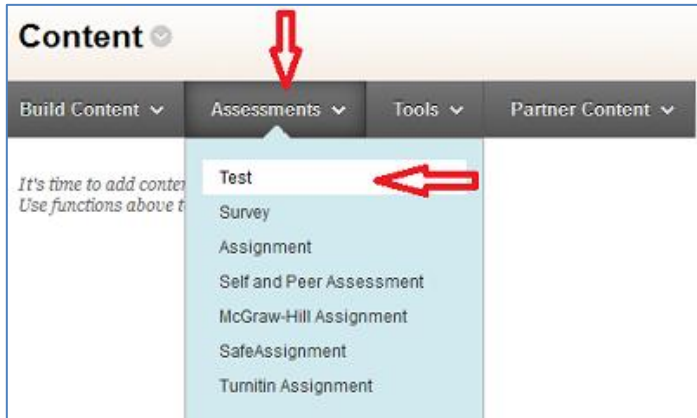 Content
Build Content Assessments Tools Partner Content
It's time to add conte
Use functions above t
Test
Survey
Assignment
Self and Peer Assessment
McGraw-Hill Assignment
SafeAssignment
Turnitin Assignment